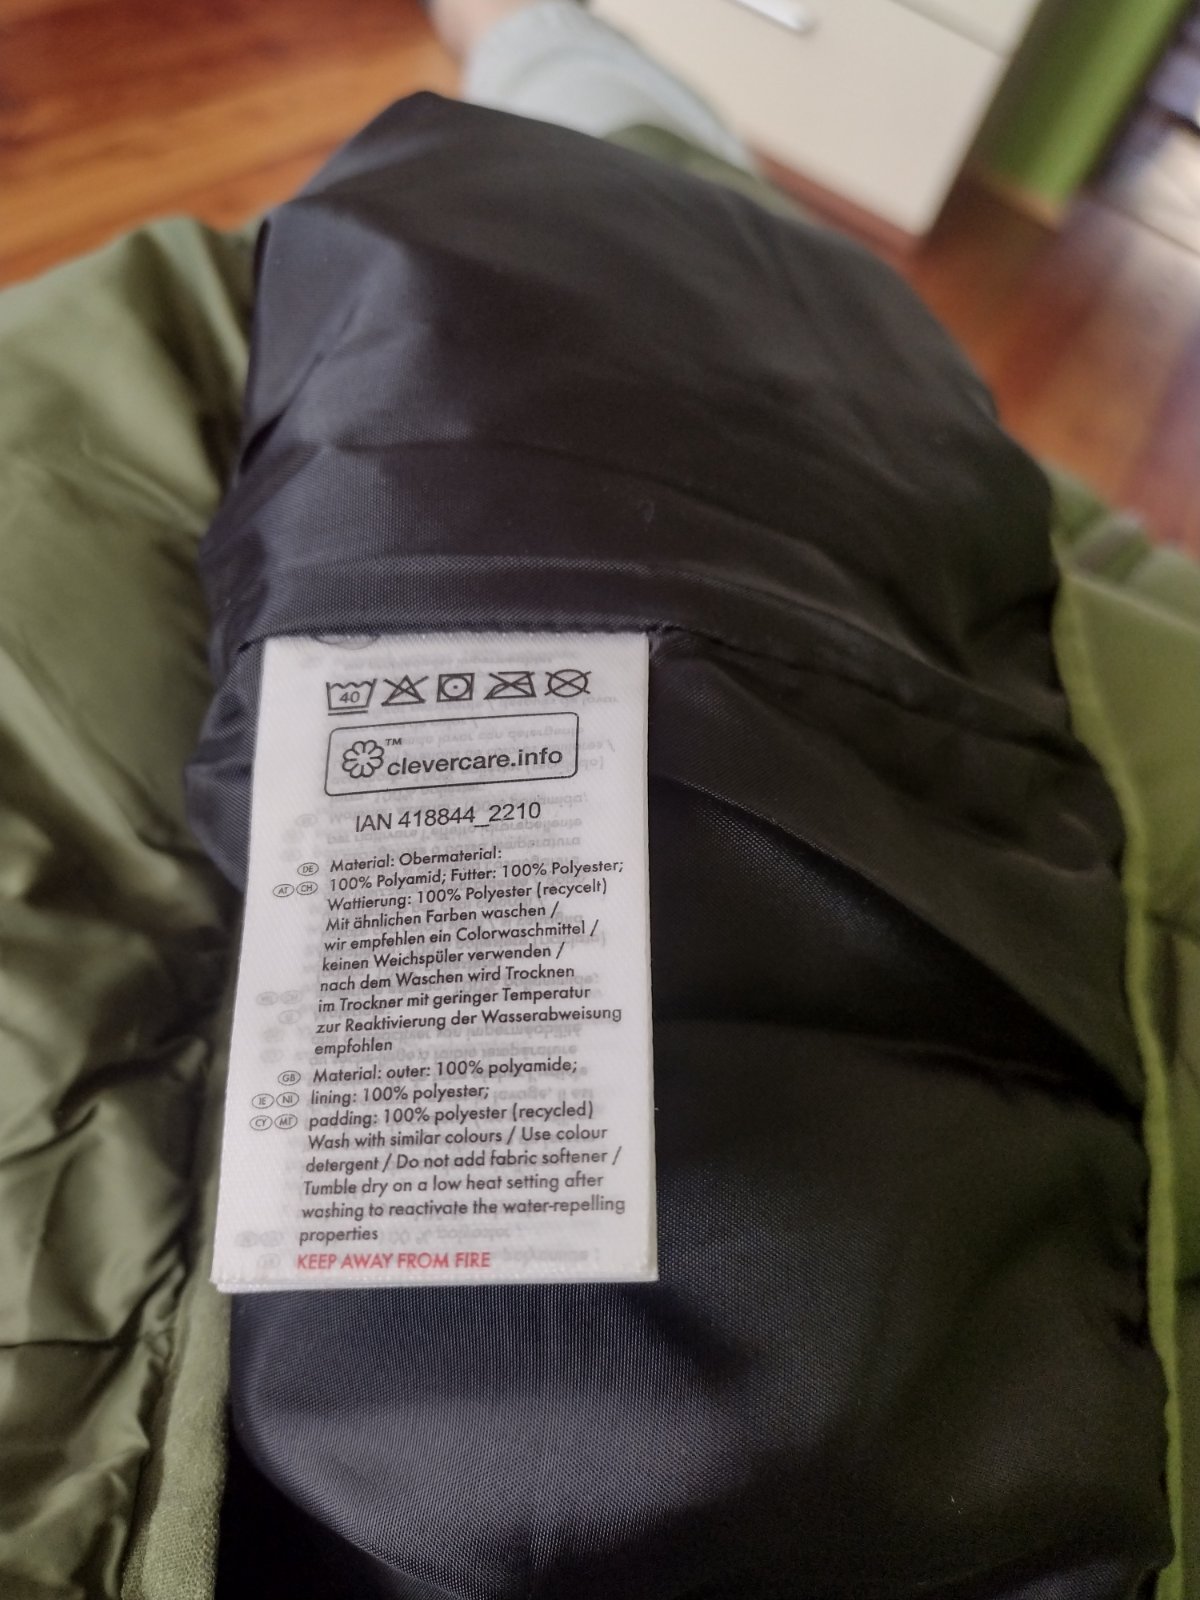 40
™
clevercare.info
IAN 418844_2210
DE Material: Obermaterial:
AT CH 100% Polyamid; Futter: 100% Polyester;
Wattierung: 100% Polyester (recycelt)
Mit ähnlichen Farben waschen /
wir empfehlen ein Colorwaschmittel /
keinen Weichspüler verwenden /
nach dem Waschen wird Trocknen
im Trockner mit geringer Temperatur
zur Reaktivierung der Wasserabweisung
empfohlen
GB Material: outer: 100% polyamide;
IE NI lining: 100% polyester;
CY MT padding: 100% polyester (recycled)
Wash with similar colours / Use colour
detergent / Do not add fabric softener /
Tumble dry on a low heat setting after
washing to reactivate the water-repelling
properties
KEEP AWAY FROM FIRE